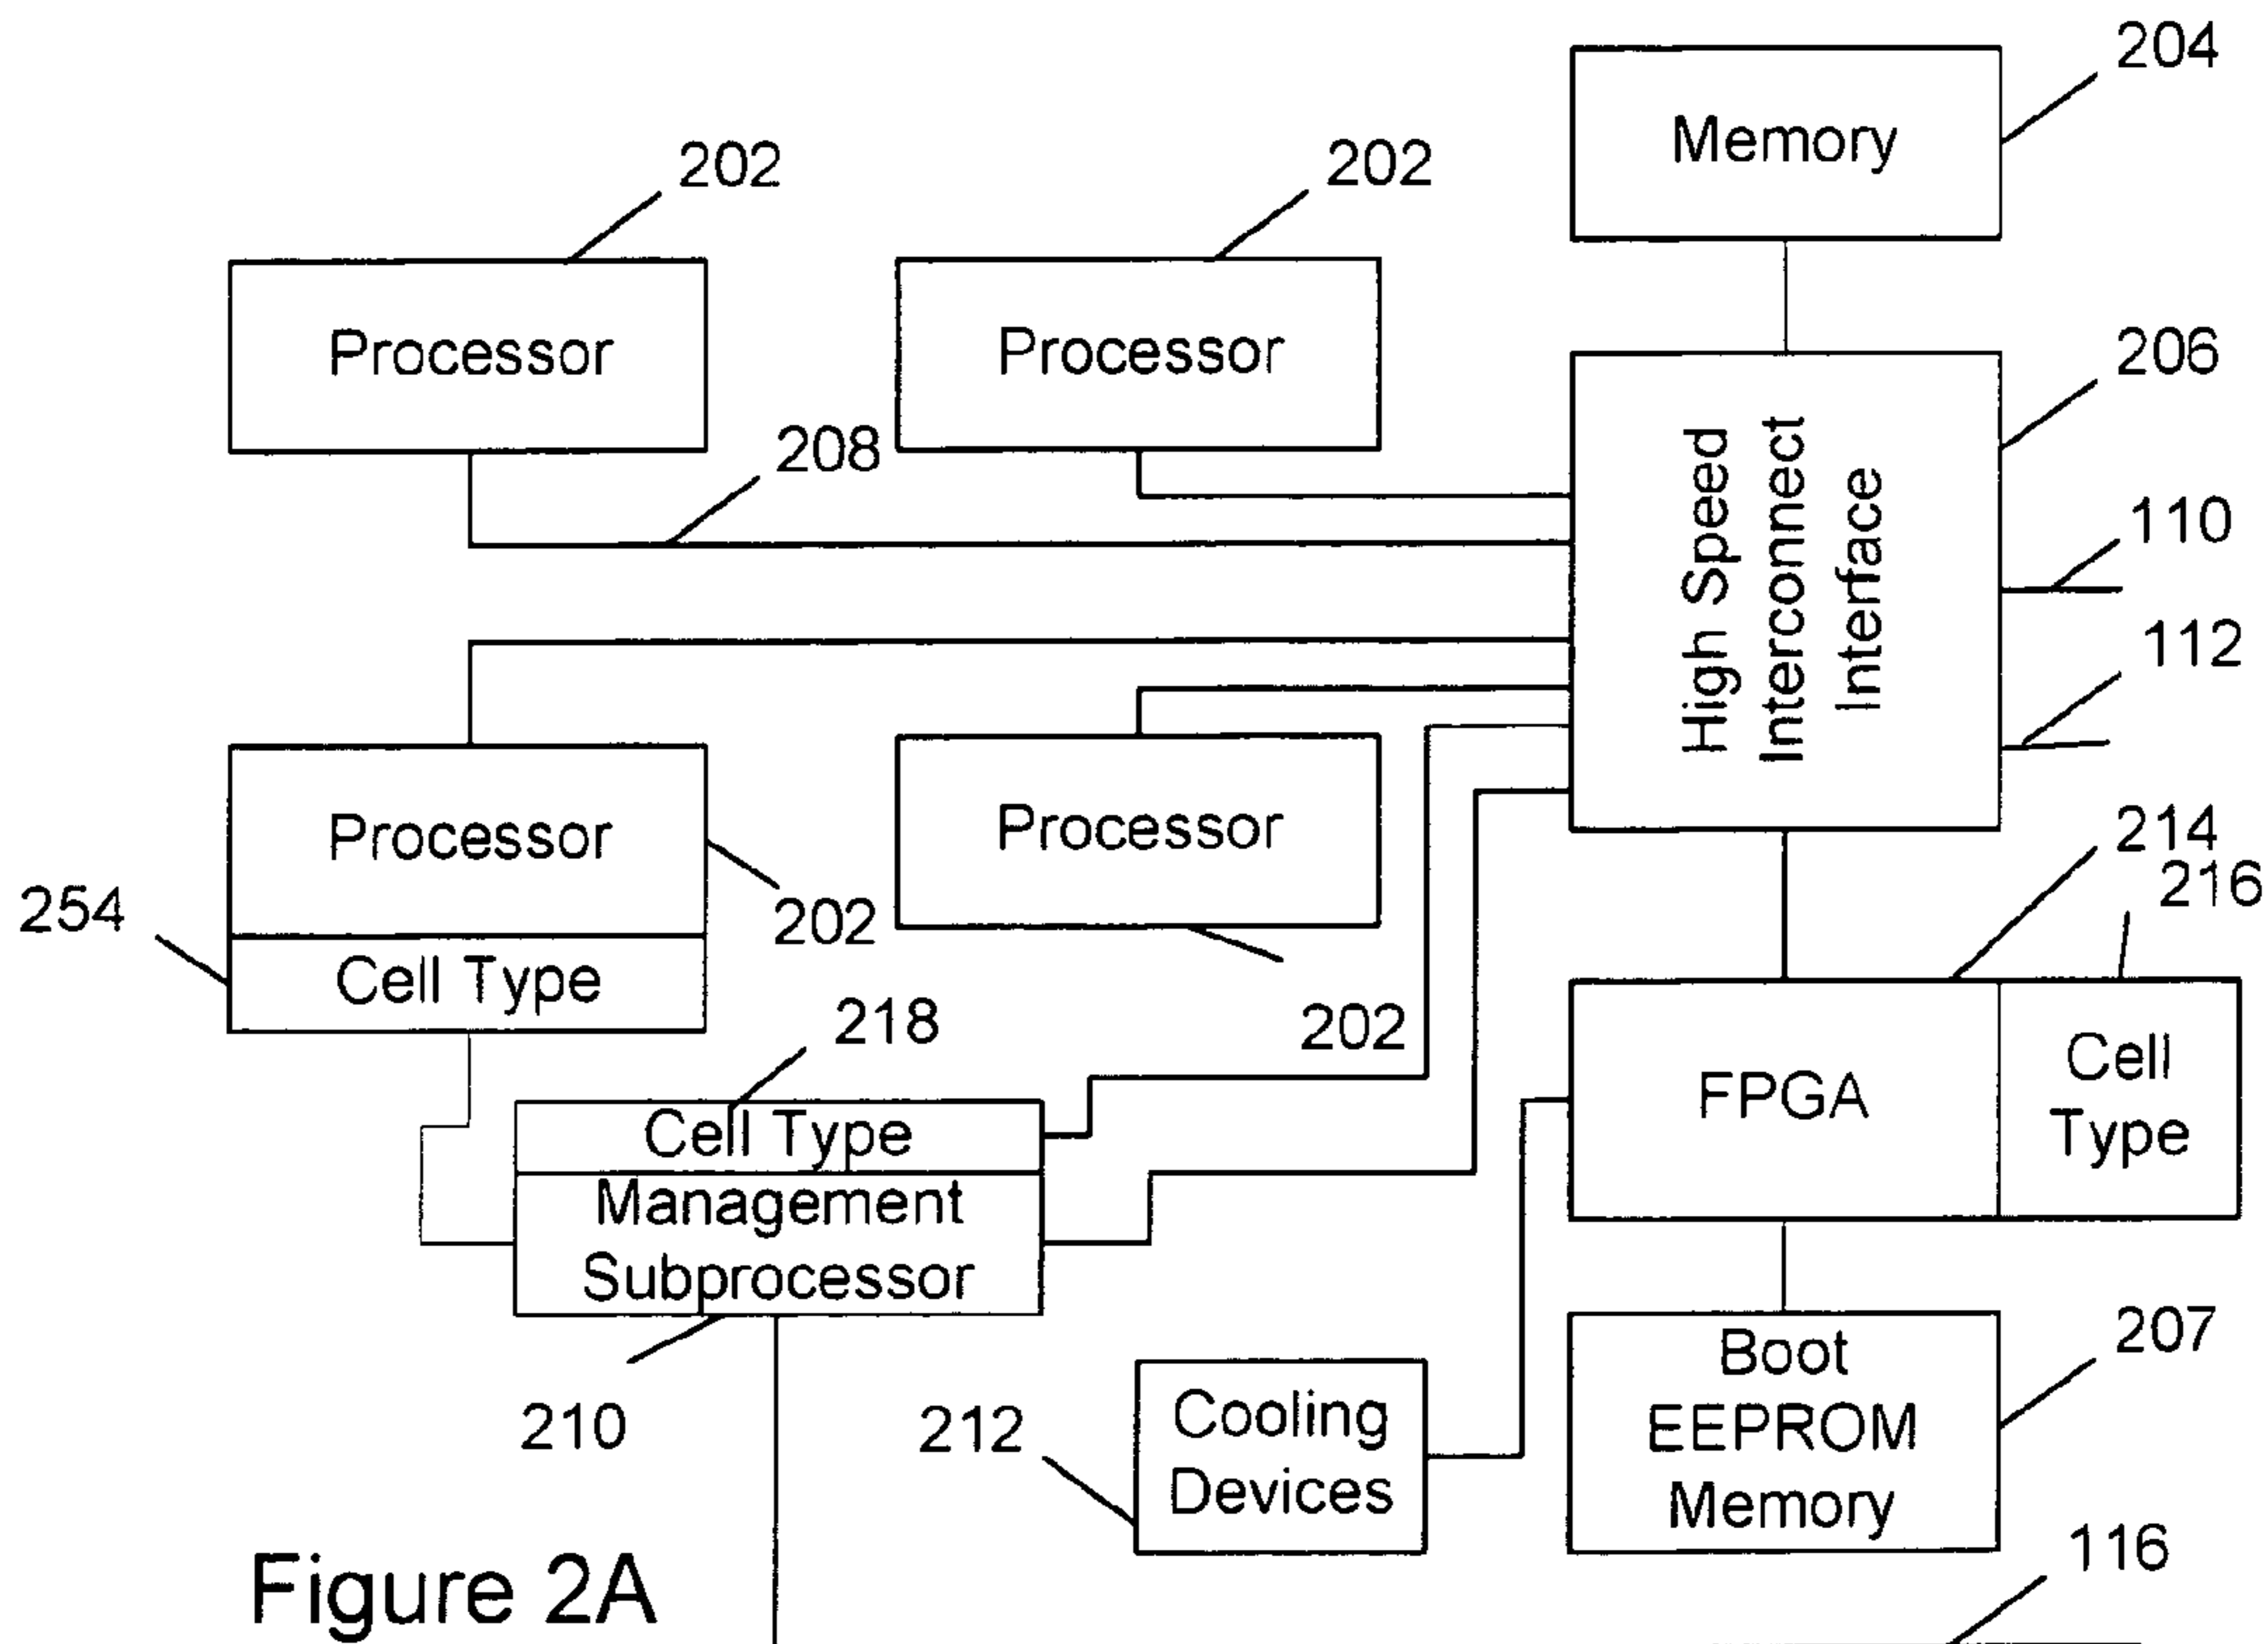 204
Memory
202
202
Processor
Processor
206
208
High Speed
Interconnect
Interface
110
112
Processor
Processor
214
216
254
202
Cell Type
218
202
FPGA
Cell
Type
Cell Type
Management
Subprocessor
207
Boot
EEPROM
Memory
210
212
Cooling
Devices
116
Figure 2A